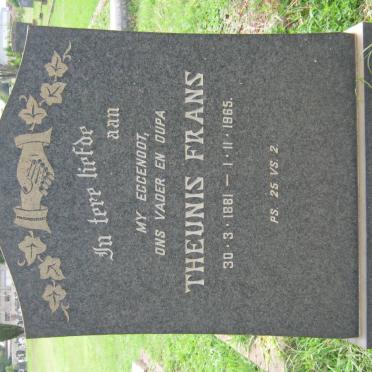 In tere liefde
aan
MY EGGENOOT,
ONS VADER EN OUPA
THEUNIS FRANS
30·3·1881 — 1·11·1965.
PS. 25 VS. 2.